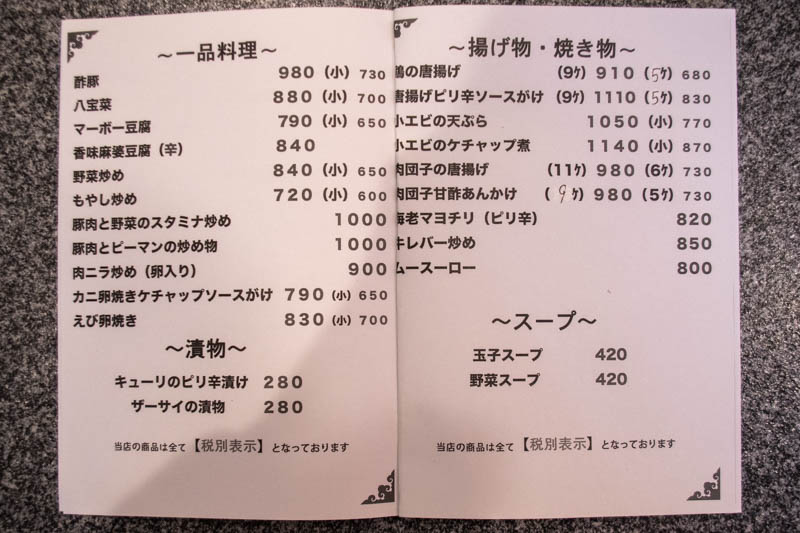 ～一品料理～
酢豚 980 (小) 730
八宝菜 880 (小) 700
マーボー豆腐 790 (小) 650
香味麻婆豆腐（辛） 840
野菜炒め 840 (小) 650
もやし炒め 720 (小) 600
豚肉と野菜のスタミナ炒め 1000
豚肉とピーマンの炒め物 1000
肉ニラ炒め（卵入り） 900
カニ卵焼きケチャップソースがけ 790 (小) 650
えび卵焼き 830 (小) 700
～漬物～
キューリのピリ辛漬け 280
ザーサイの漬物 280
当店の商品は全て【税別表示】となっております
～揚げ物・焼き物～
鶏の唐揚げ (9ケ) 910 (5ケ) 680
唐揚げピリ辛ソースがけ (9ケ) 1110 (5ケ) 830
小エビの天ぷら 1050 (小) 770
小エビのケチャップ煮 1140 (小) 870
肉団子の唐揚げ (11ケ) 980 (6ケ) 730
肉団子甘酢あんかけ (9ケ) 980 (5ケ) 730
海老マヨチリ（ピリ辛） 820
牛レバー炒め 850
ムースーロー 800
～スープ～
玉子スープ 420
野菜スープ 420
当店の商品は全て【税別表示】となっております